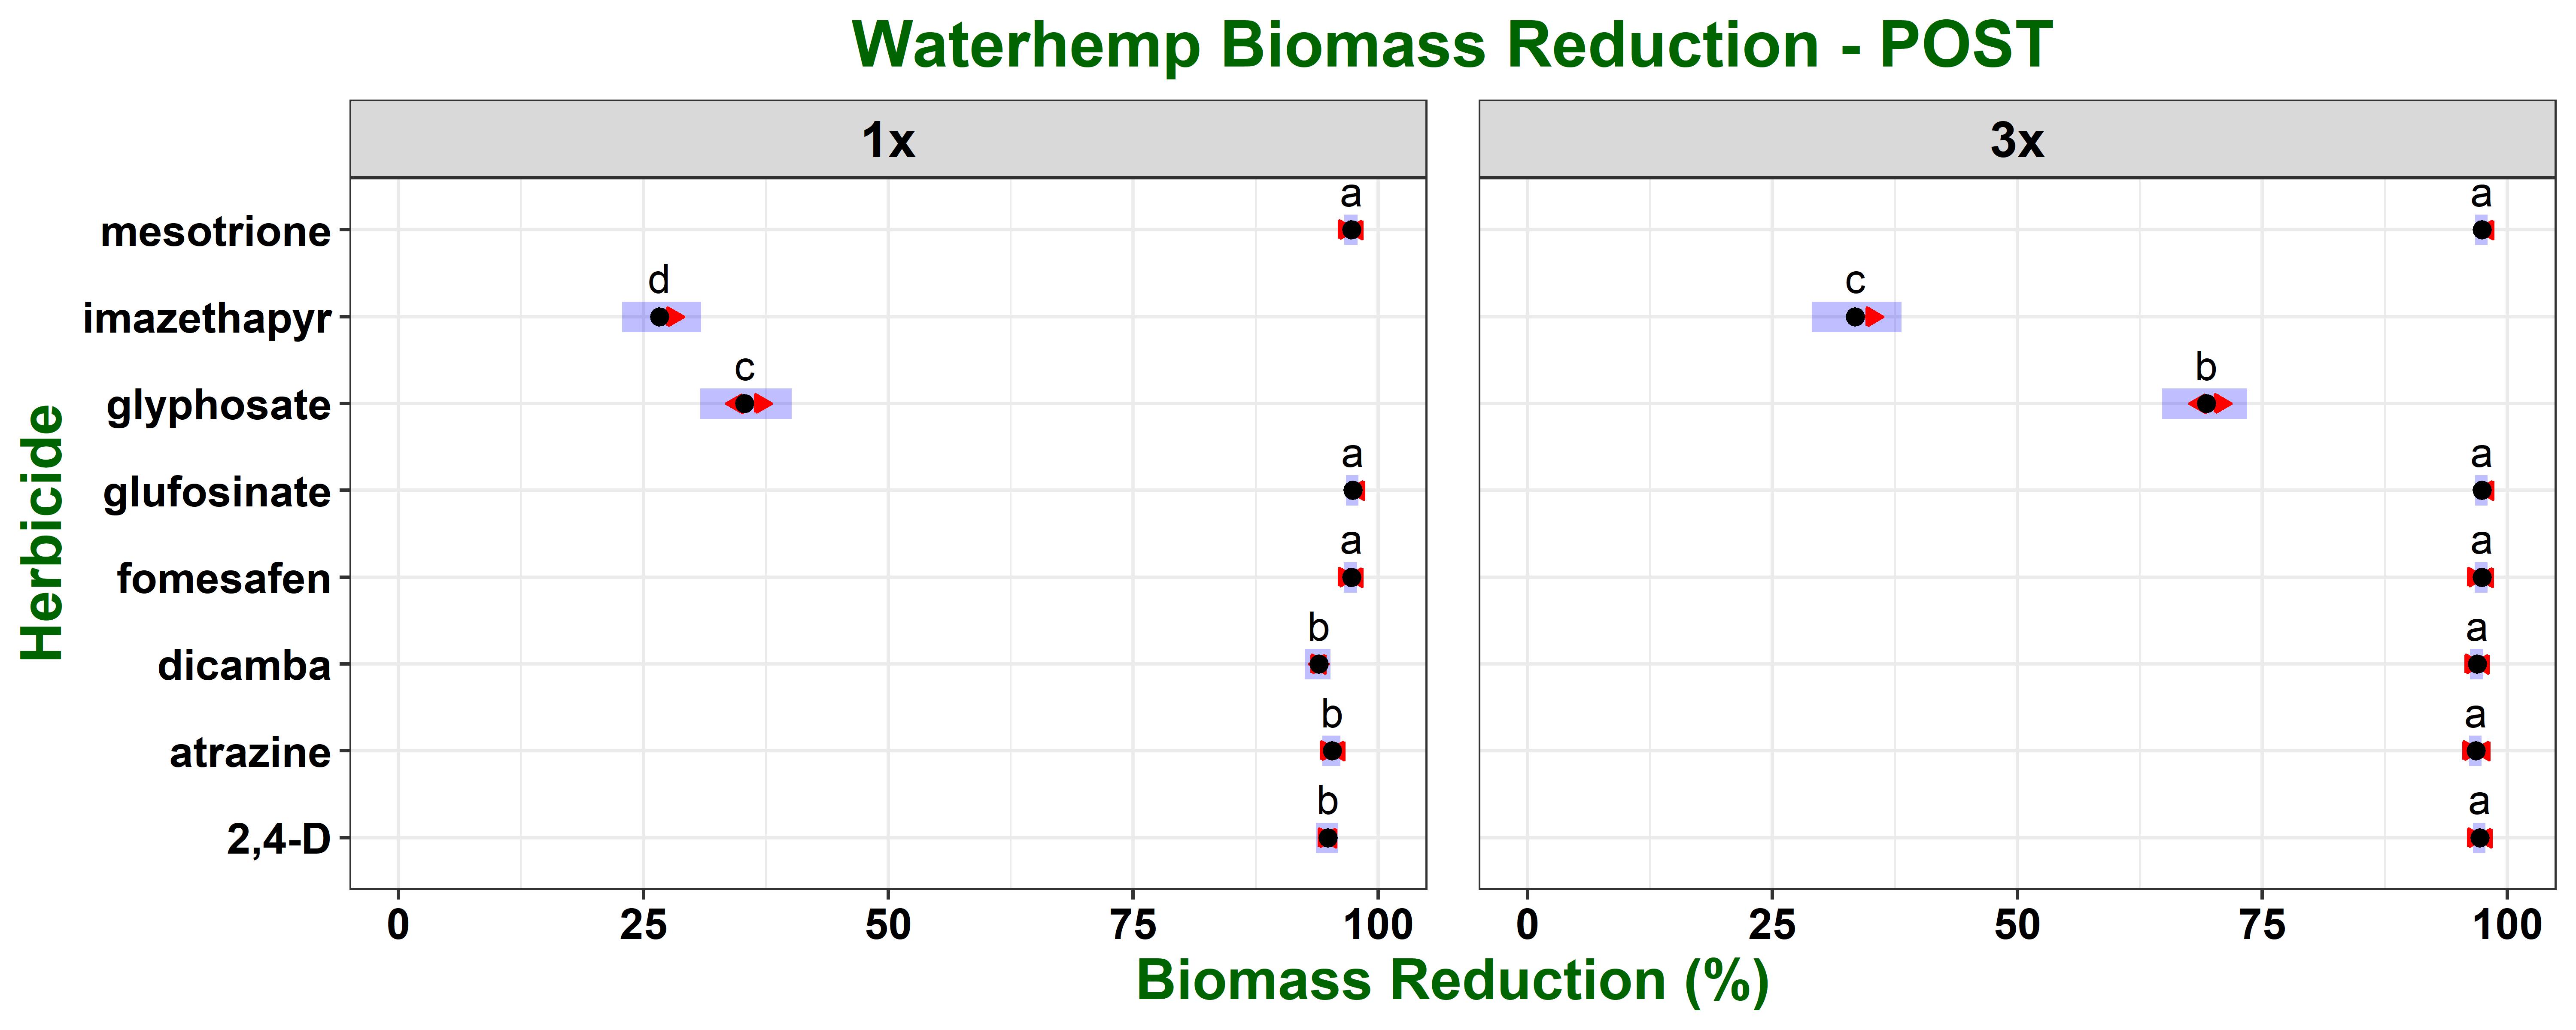 Waterhemp Biomass Reduction - POST
1x
3x
Herbicide
mesotrione
a
a
imazethapyr
d
c
glyphosate
c
b
glufosinate
a
a
fomesafen
a
a
dicamba
b
a
atrazine
b
a
2,4-D
b
a
0 25 50 75 100
0 25 50 75 100
Biomass Reduction (%)